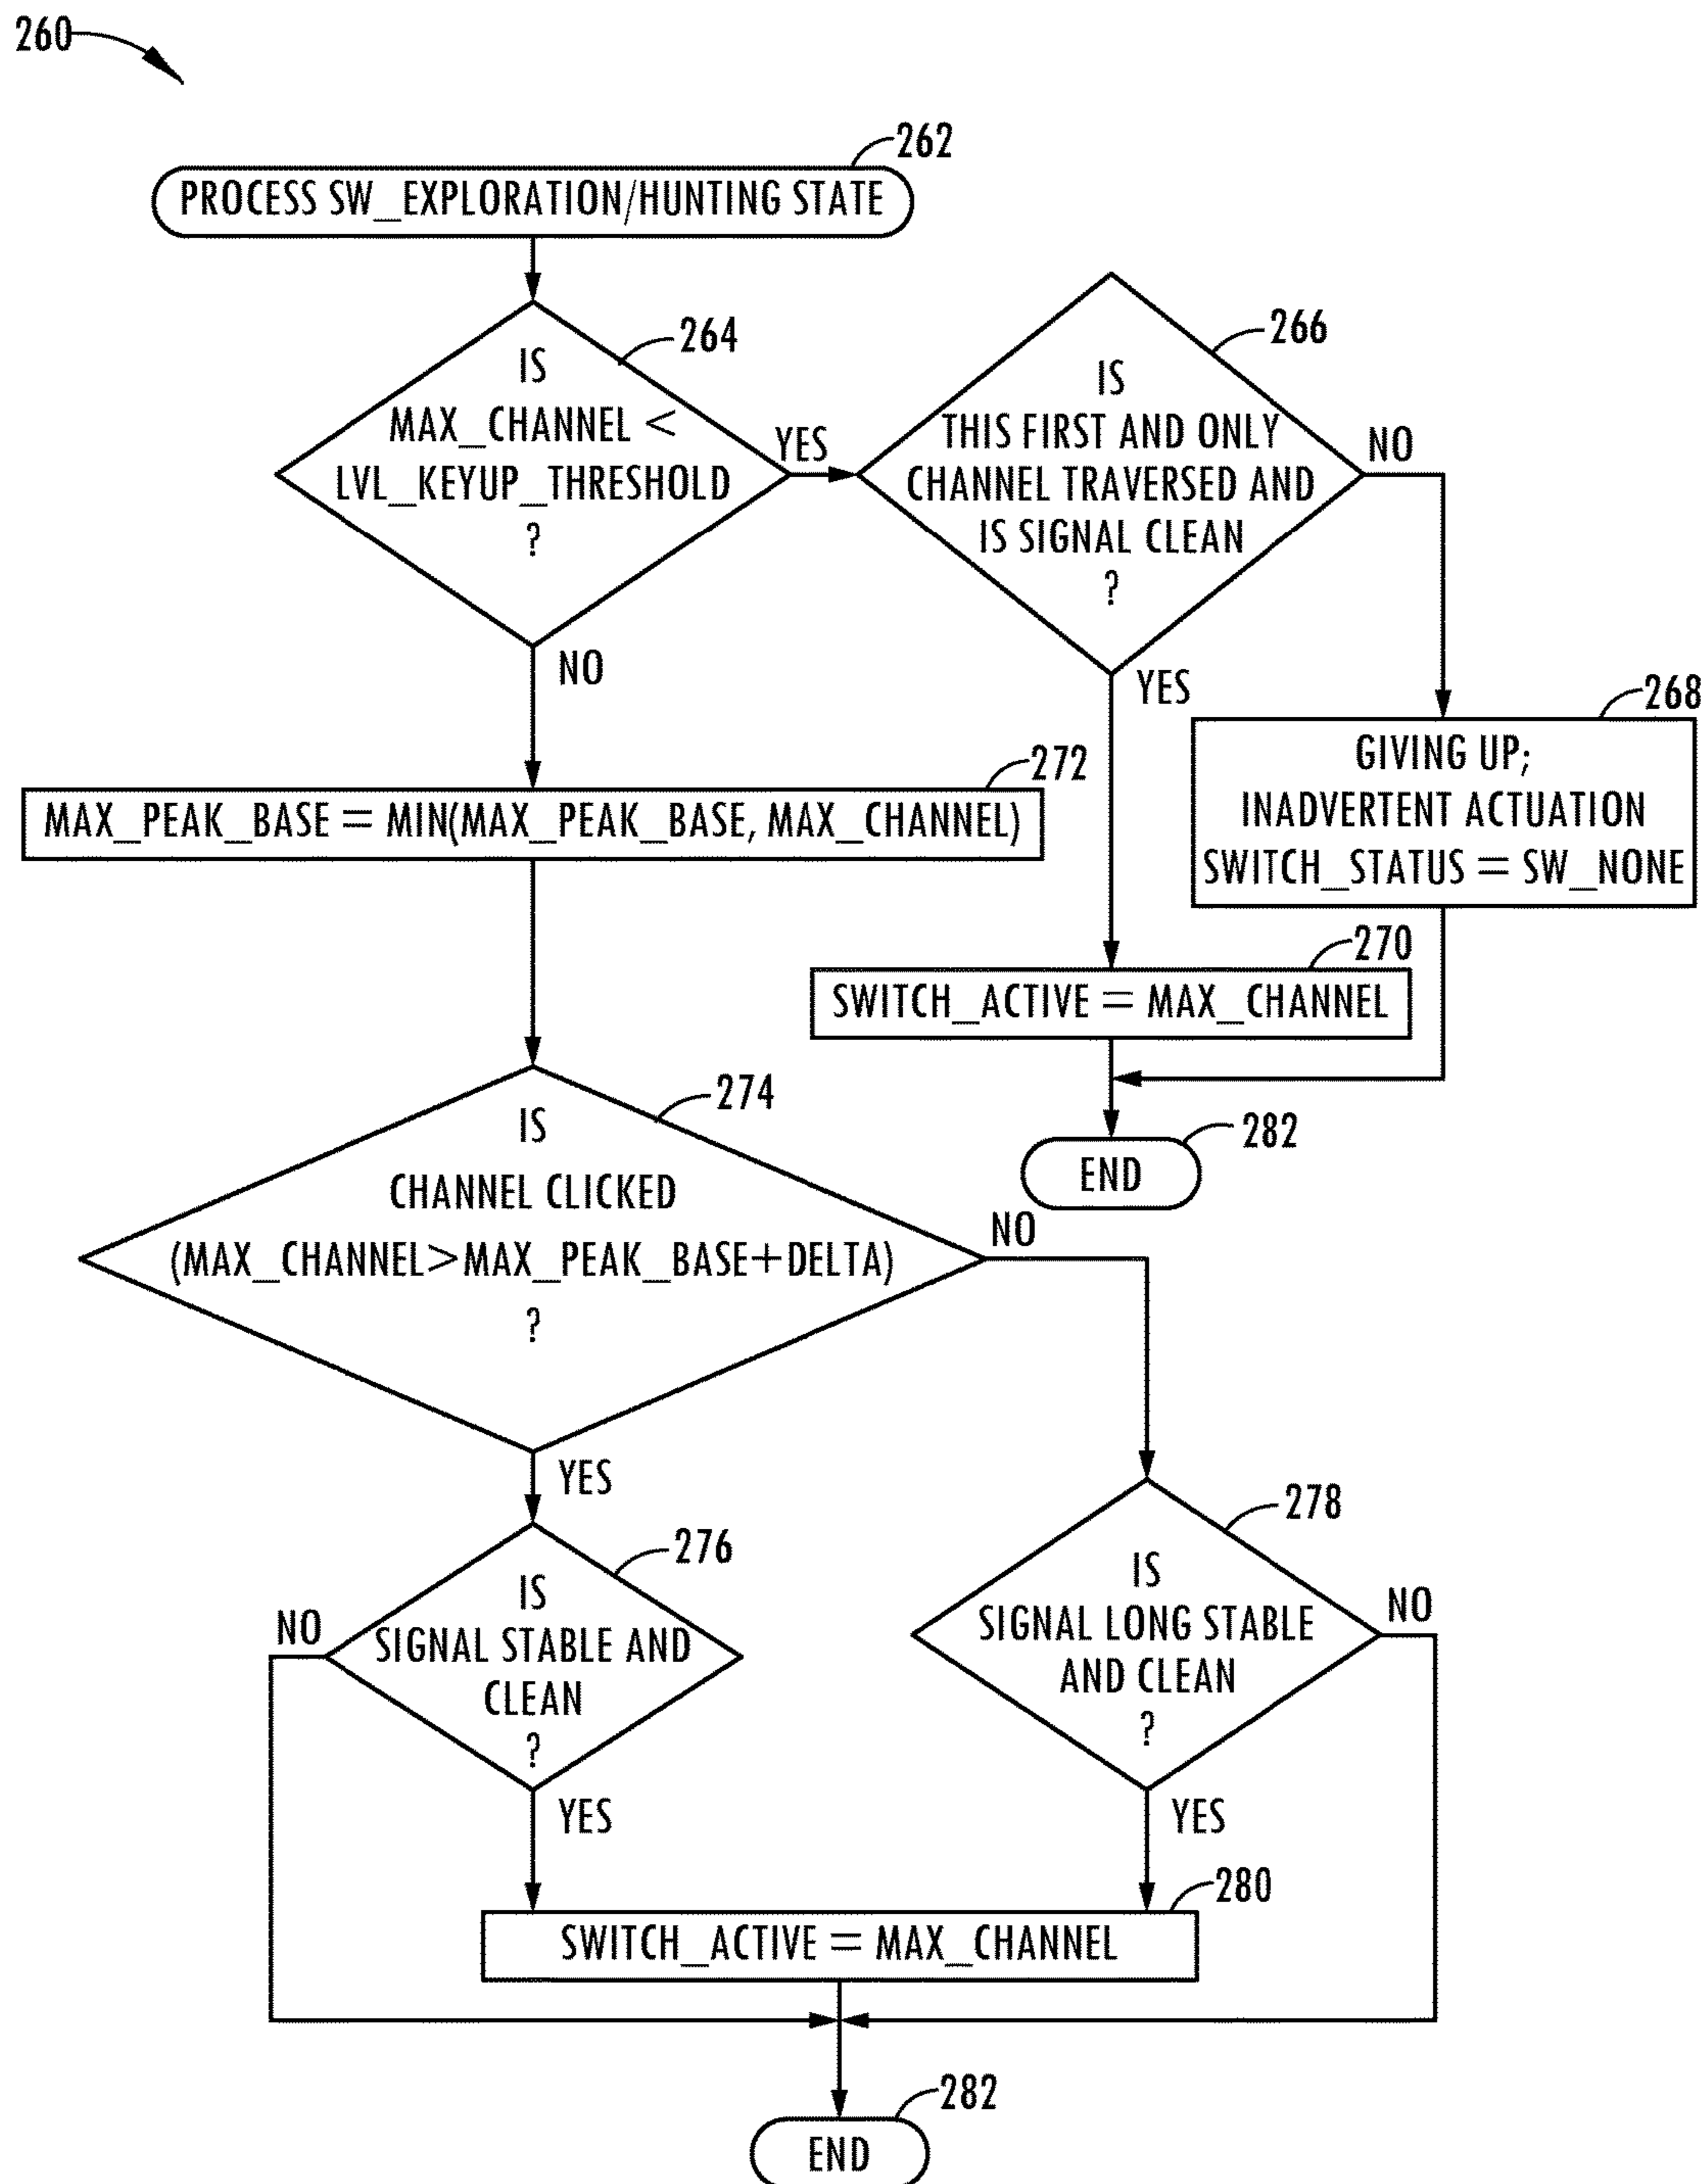 260
262
PROCESS SW_EXPLORATION/HUNTING STATE
264
IS
MAX_CHANNEL <
LVL_KEYUP_THRESHOLD
?
YES
NO
266
IS
THIS FIRST AND ONLY
CHANNEL TRAVERSED AND
IS SIGNAL CLEAN
?
NO
YES
268
GIVING UP;
INADVERTENT ACTUATION
SWITCH_STATUS = SW_NONE
272
MAX_PEAK_BASE = MIN(MAX_PEAK_BASE, MAX_CHANNEL)
270
SWITCH_ACTIVE = MAX_CHANNEL
282
END
274
IS
CHANNEL CLICKED
(MAX_CHANNEL>MAX_PEAK_BASE+DELTA)
?
NO
YES
276
IS
SIGNAL STABLE AND
CLEAN
?
NO
YES
278
IS
SIGNAL LONG STABLE
AND CLEAN
?
NO
YES
280
SWITCH_ACTIVE = MAX_CHANNEL
282
END